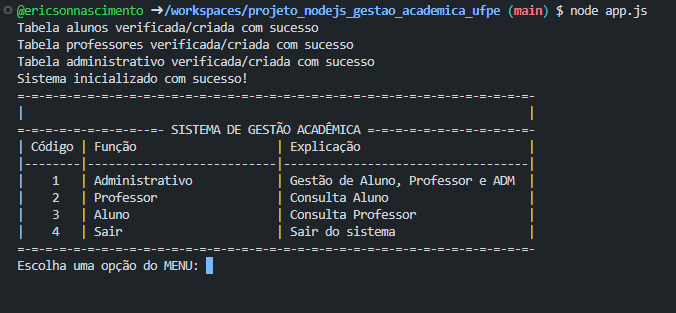 @ericsonnascimento ➜/workspaces/projeto_nodejs_gestao_academica_ufpe (main) $ node app.js
Tabela alunos verificada/criada com sucesso
Tabela professores verificada/criada com sucesso
Tabela administrativo verificada/criada com sucesso
Sistema inicializado com sucesso!
=-=-=-=-=-=-=-=-=-=-=-=-=-=-=-=-=-=-=-=-=-=-=-=-=-=-=-=-=-=-=-=-=-=-=-=-=-
|                                                                        |
=-=-=-=-=-=-=-=-=-=-=- SISTEMA DE GESTÃO ACADÊMICA =-=-=-=-=-=-=-=-=-=-=-=-
| Código | Função                    | Explicação                        |
|--------|---------------------------|-----------------------------------|
|    1   | Administrativo            | Gestão de Aluno, Professor e ADM  |
|    2   | Professor                 | Consulta Aluno                    |
|    3   | Aluno                     | Consulta Professor                |
|    4   | Sair                      | Sair do sistema                   |
=-=-=-=-=-=-=-=-=-=-=-=-=-=-=-=-=-=-=-=-=-=-=-=-=-=-=-=-=-=-=-=-=-=-=-=-=-
Escolha uma opção do MENU: